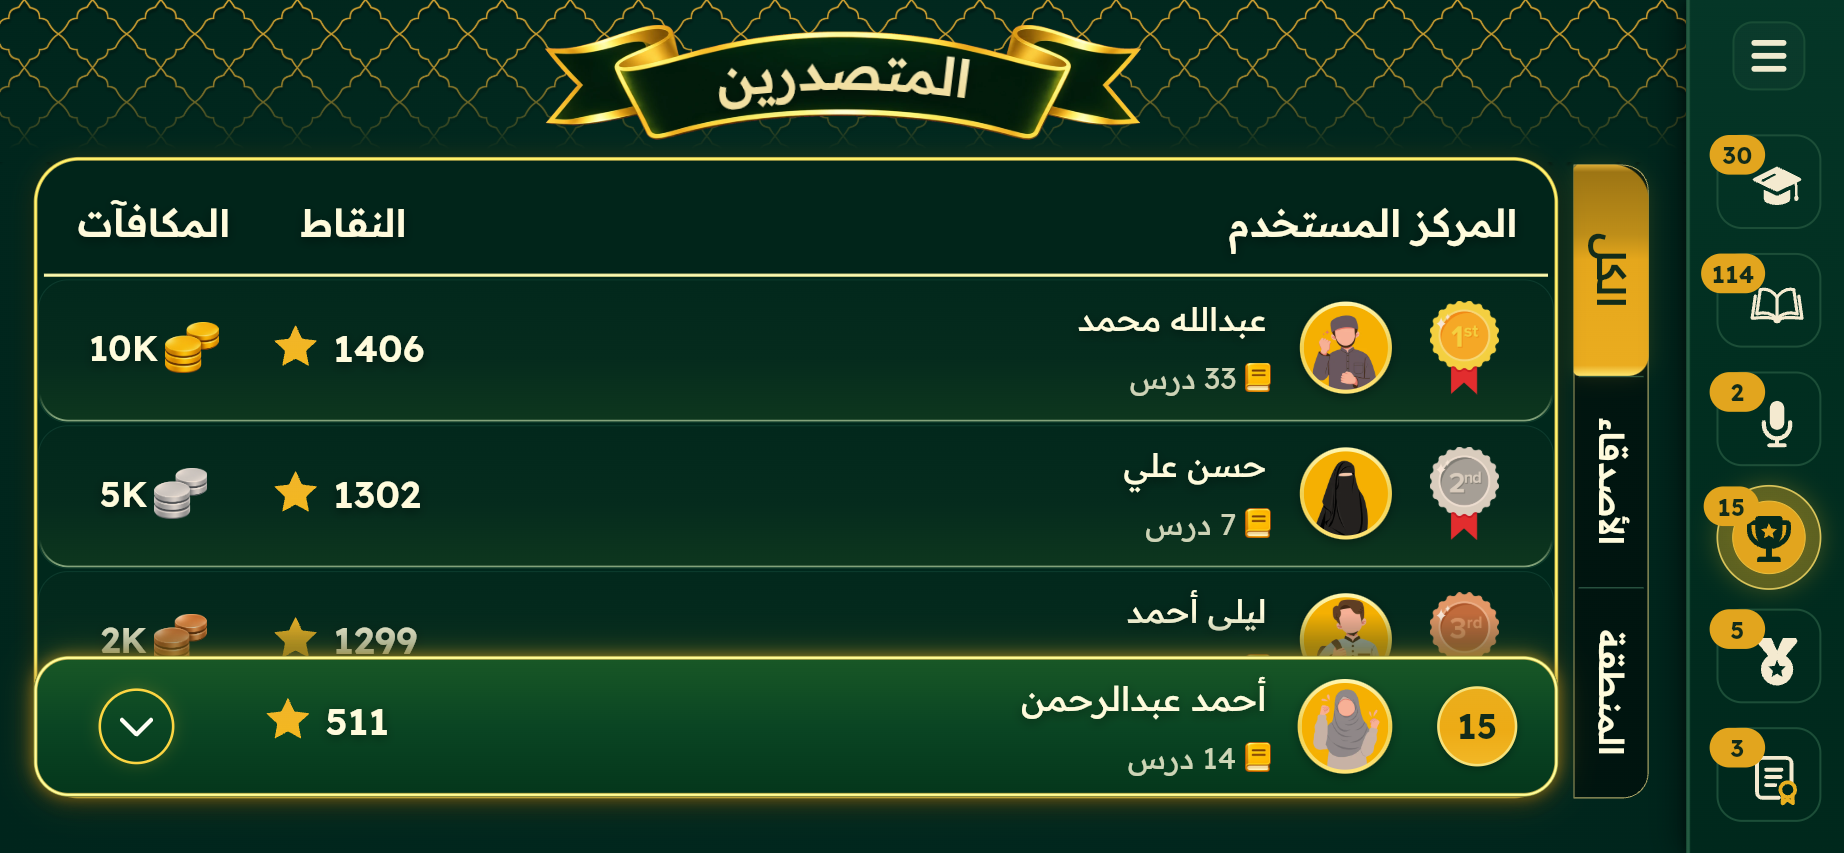 المتصدرين
المركز المستخدم النقاط المكافآت
1st عبدالله محمد 1406 10K
33 درس
2nd حسن علي 1302 5K
7 درس
3rd ليلى أحمد 1299 2K
15 أحمد عبدالرحمن 511
14 درس
الكل
الأصدقاء
المنطقة
30
114
2
15
5
3